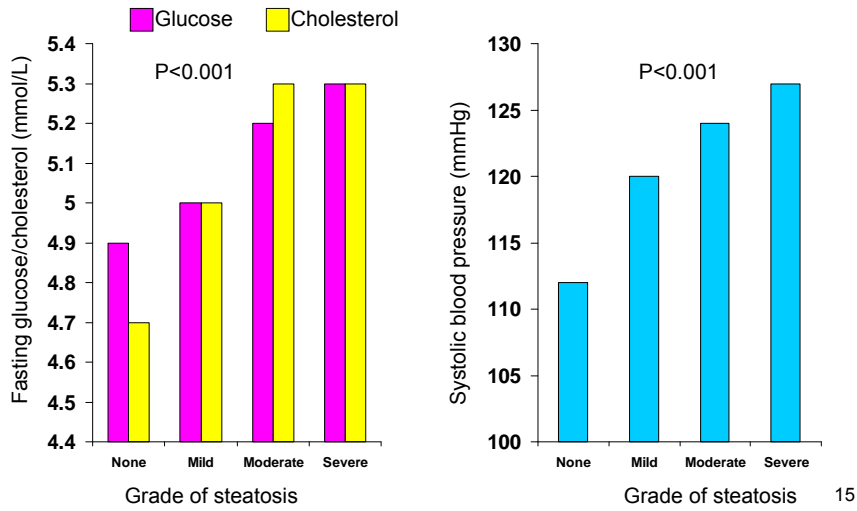 Glucose Cholesterol
Fasting glucose/cholesterol (mmol/L)
5.4
5.3
5.2
5.1
5
4.9
4.8
4.7
4.6
4.5
4.4
P<0.001
None Mild Moderate Severe
Grade of steatosis
Systolic blood pressure (mmHg)
130
125
120
115
110
105
100
P<0.001
None Mild Moderate Severe
Grade of steatosis
15